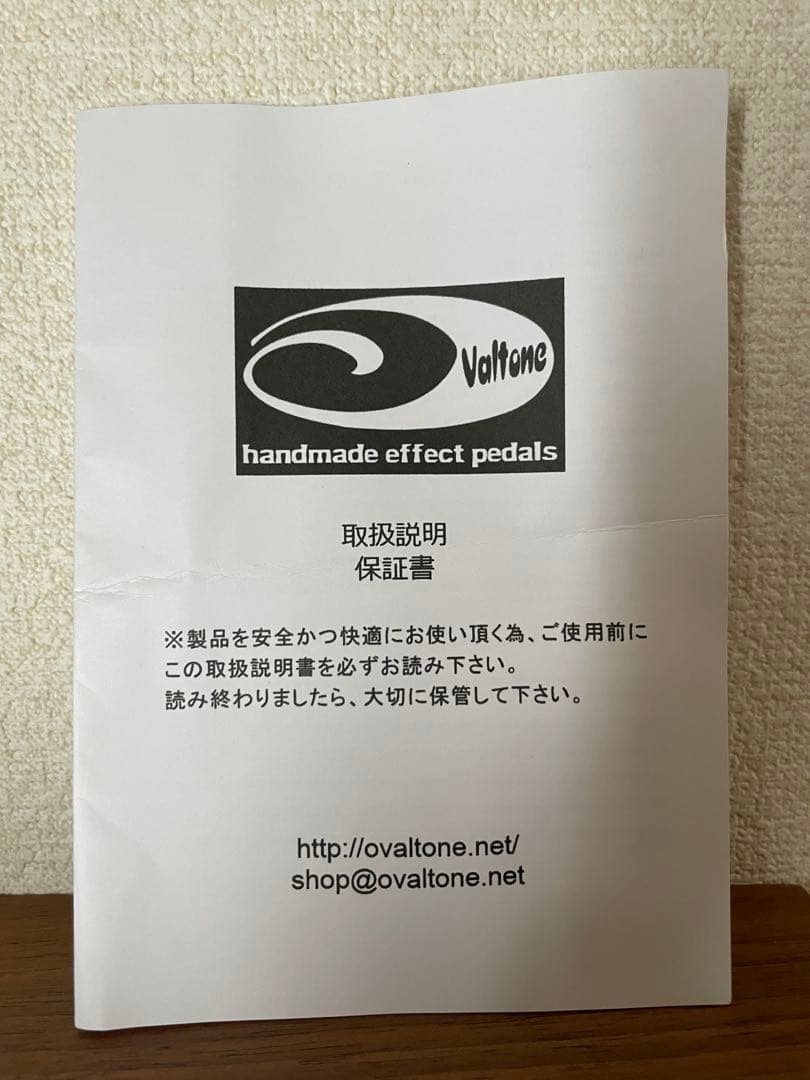 Valtone
handmade effect pedals
取扱説明
保証書
※製品を安全かつ快適にお使い頂く為、ご使用前に
この取扱説明書を必ずお読み下さい。
読み終わりましたら、大切に保管して下さい。
http://ovaltone.net/
shop@ovaltone.net